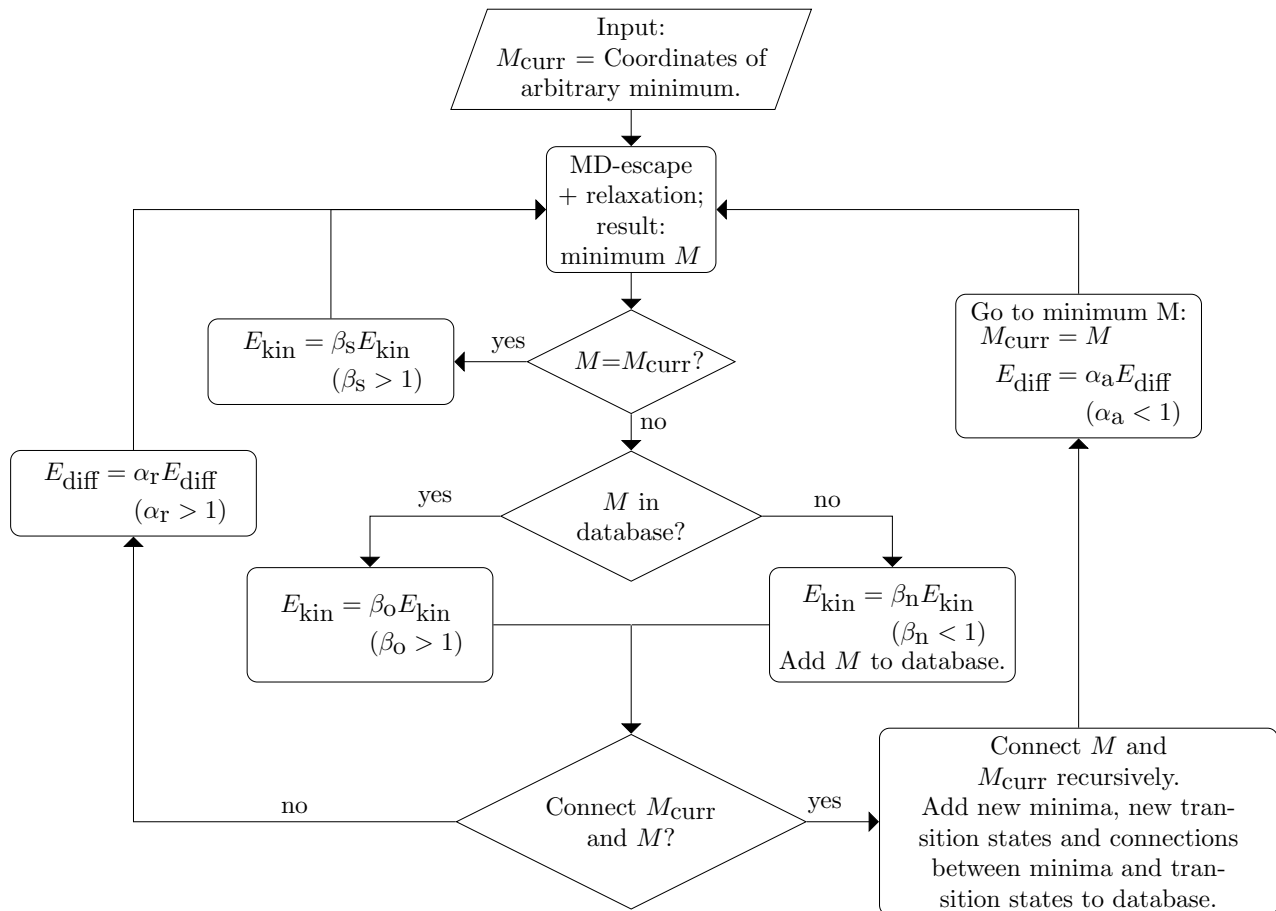 Input:
M_curr = Coordinates of
arbitrary minimum.
MD-escape
+ relaxation;
result:
minimum M
M=M_curr?
yes
E_kin = β_s E_kin
(β_s > 1)
no
Go to minimum M:
M_curr = M
E_diff = α_a E_diff
(α_a < 1)
E_diff = α_r E_diff
(α_r > 1)
M in
database?
yes
no
E_kin = β_o E_kin
(β_o > 1)
E_kin = β_n E_kin
(β_n < 1)
Add M to database.
Connect M_curr
and M?
no
yes
Connect M and
M_curr recursively.
Add new minima, new tran-
sition states and connections
between minima and tran-
sition states to database.